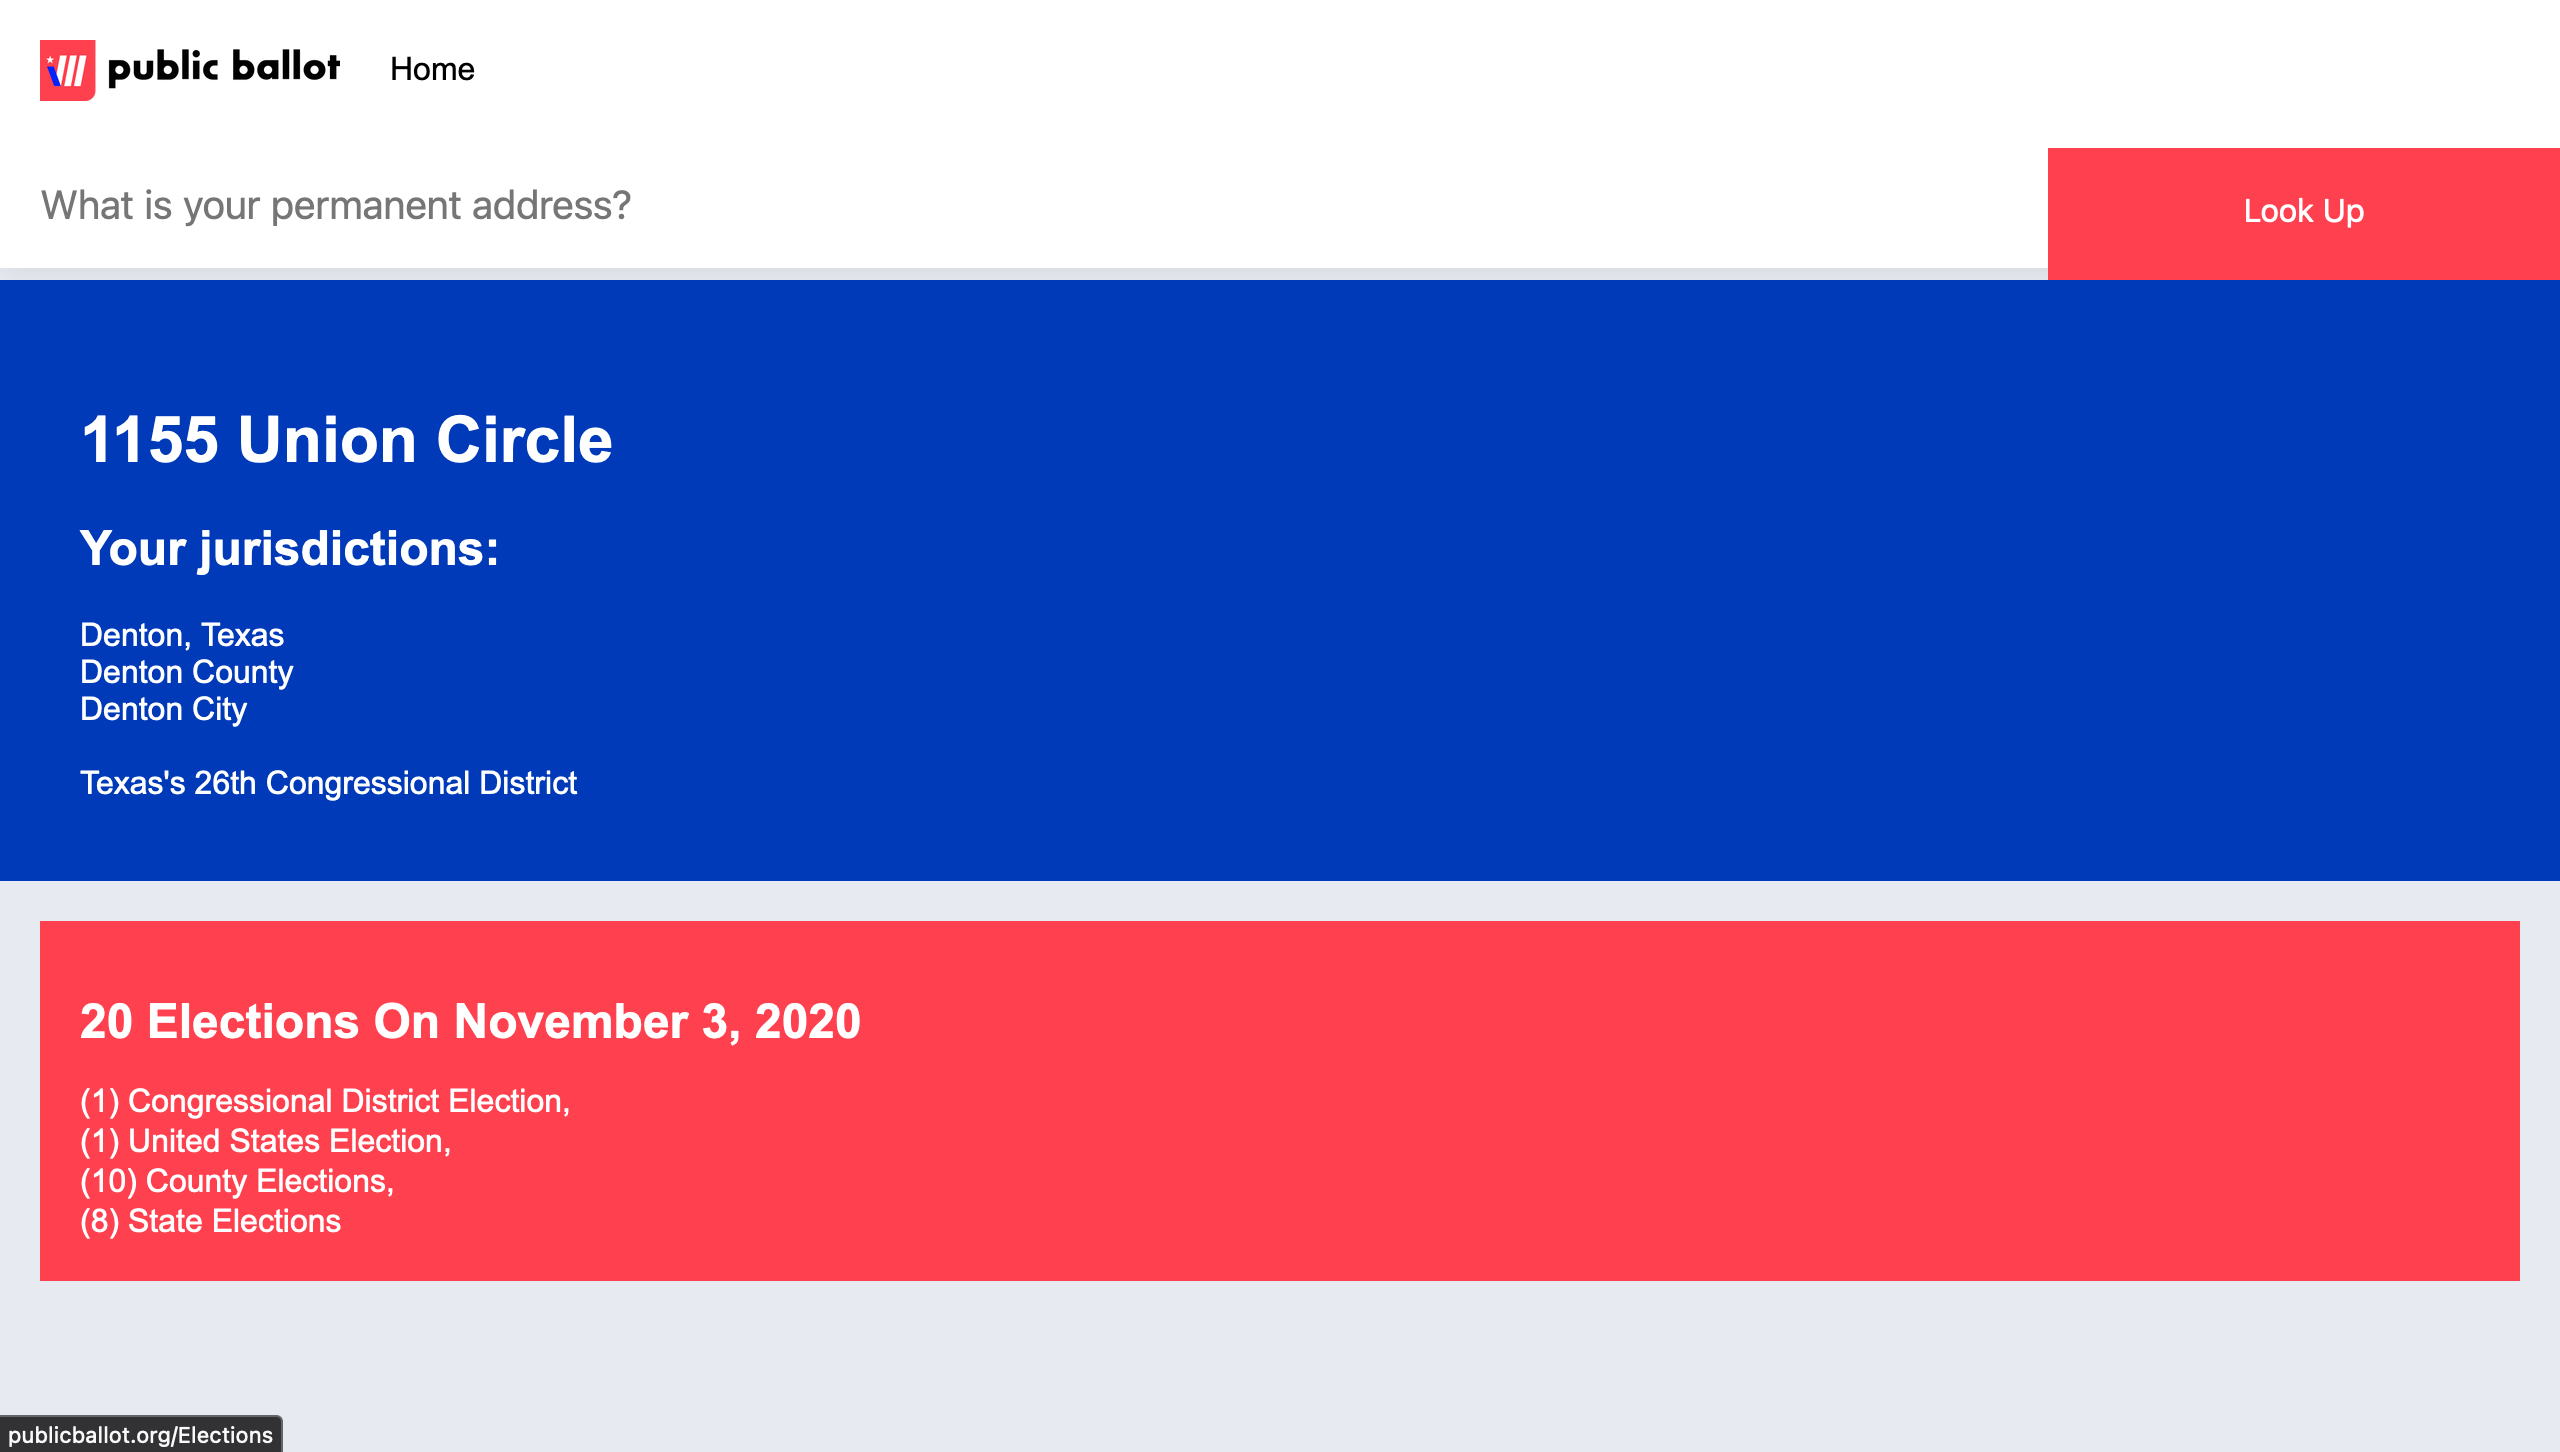 public ballot Home
What is your permanent address?
Look Up
1155 Union Circle
Your jurisdictions:
Denton, Texas
Denton County
Denton City
Texas's 26th Congressional District
20 Elections On November 3, 2020
(1) Congressional District Election,
(1) United States Election,
(10) County Elections,
(8) State Elections
publicballot.org/Elections